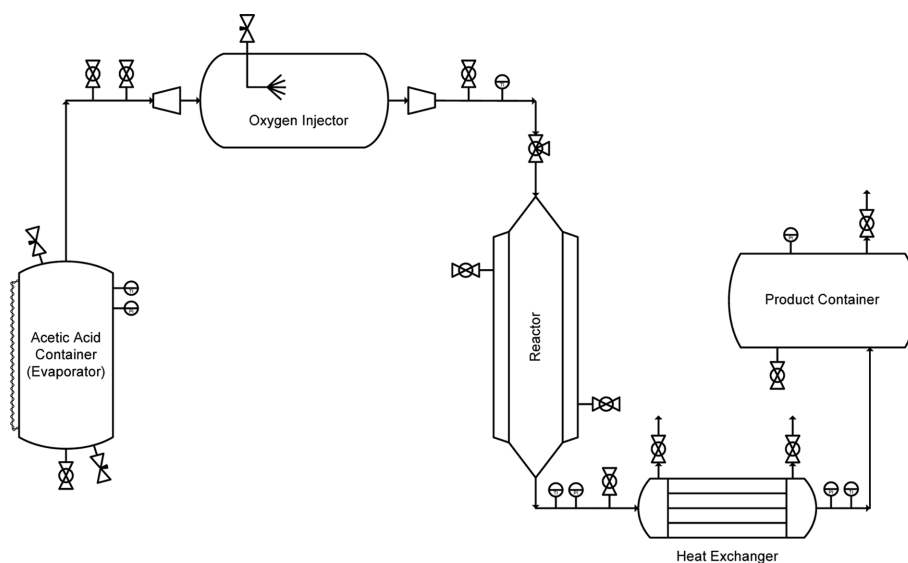 Oxygen Injector
Acetic Acid
Container
(Evaporator)
Reactor
Product Container
Heat Exchanger